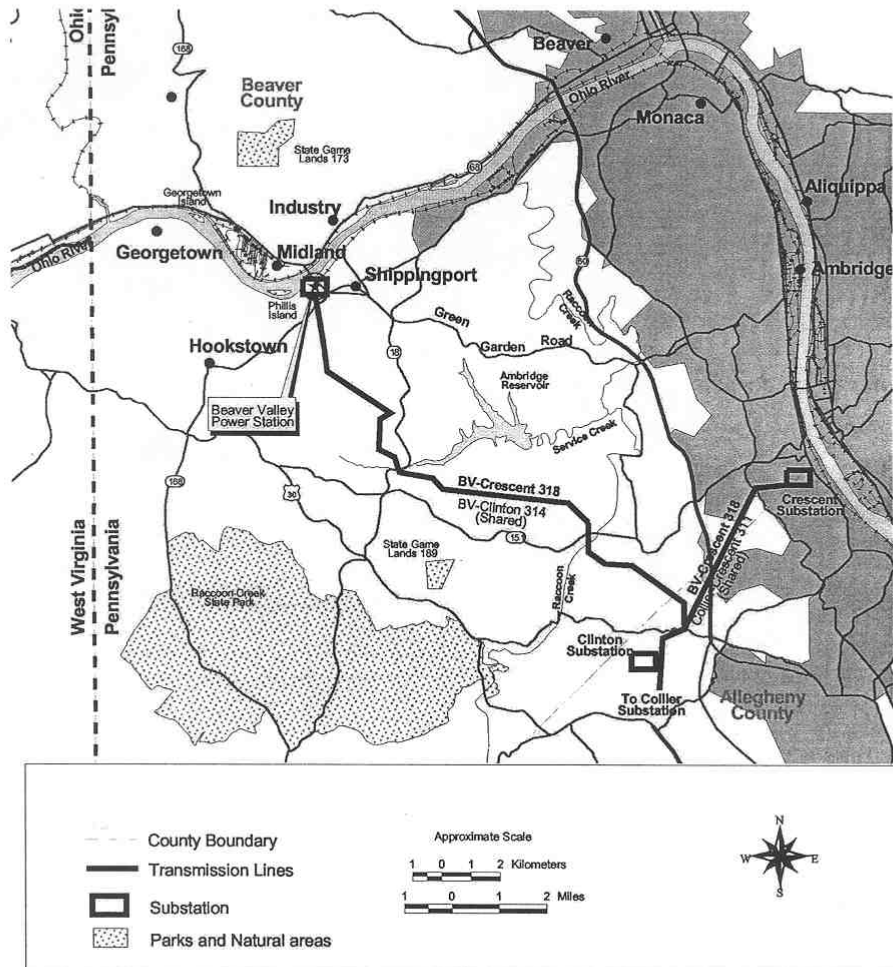 Ohio
Pennsylvania
168
Beaver
County
State Game
Lands 173
Beaver
Ohio River
Monaca
68
Aliquippa
Ambridge
Georgetown
Island
Industry
Georgetown
Midland
Ohio River
Shippingport
Phillis
Island
60
Raccoon
Creek
Green
Garden
Road
18
Hookstown
Ambridge
Reservoir
Beaver Valley
Power Station
Service Creek
BV-Crescent 318
BV-Clinton 314
(Shared)
Crescent
Substation
BV-Crescent 318
Collier-Crescent 311
(Shared)
168
30
151
State Game
Lands 189
Raccoon
Creek
West Virginia
Pennsylvania
Raccoon Creek
State Park
Clinton
Substation
To Collier
Substation
Allegheny
County
County Boundary
Transmission Lines
Substation
Parks and Natural areas
Approximate Scale
1 0 1 2 Kilometers
1 0 1 2 Miles
N
W E
S